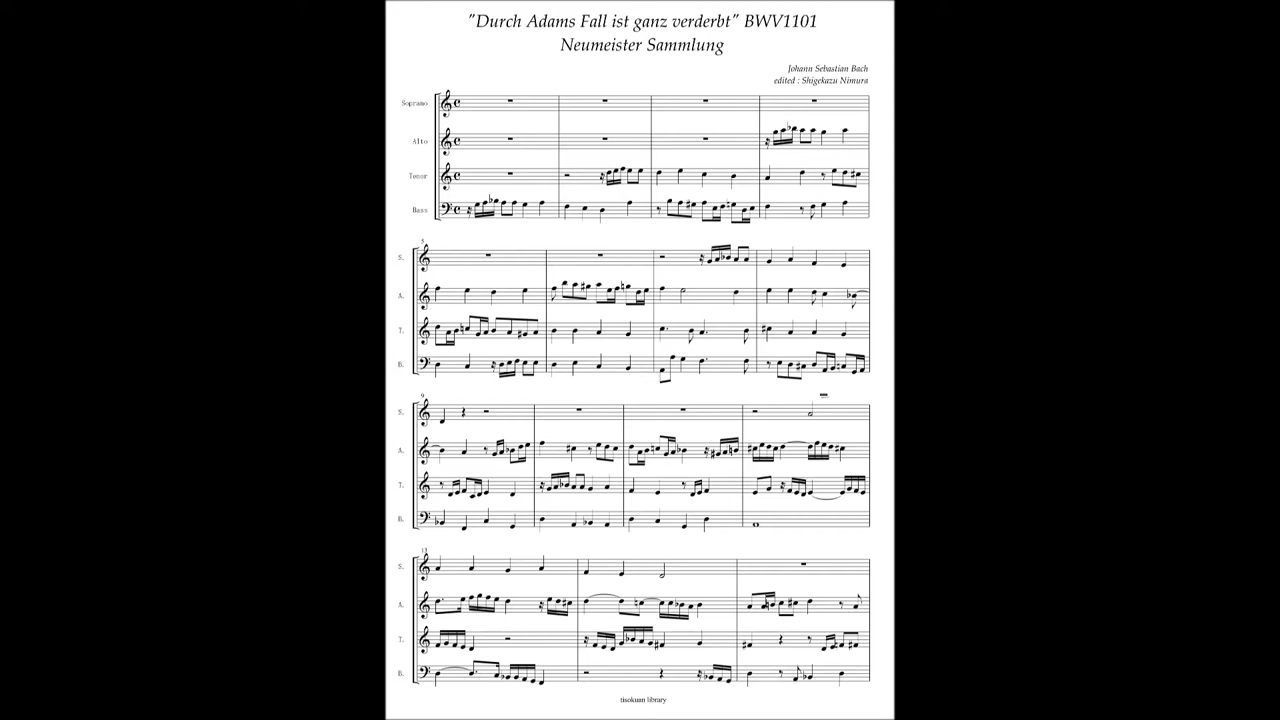 "Durch Adams Fall ist ganz verderbt" BWV1101
Neumeister Sammlung
Johann Sebastian Bach
edited : Shigekazu Nimura
Soprano
Alto
Tenor
Bass
5
S.
A.
T.
B.
9
S.
A.
T.
B.
13
S.
A.
T.
B.
tisokuan library